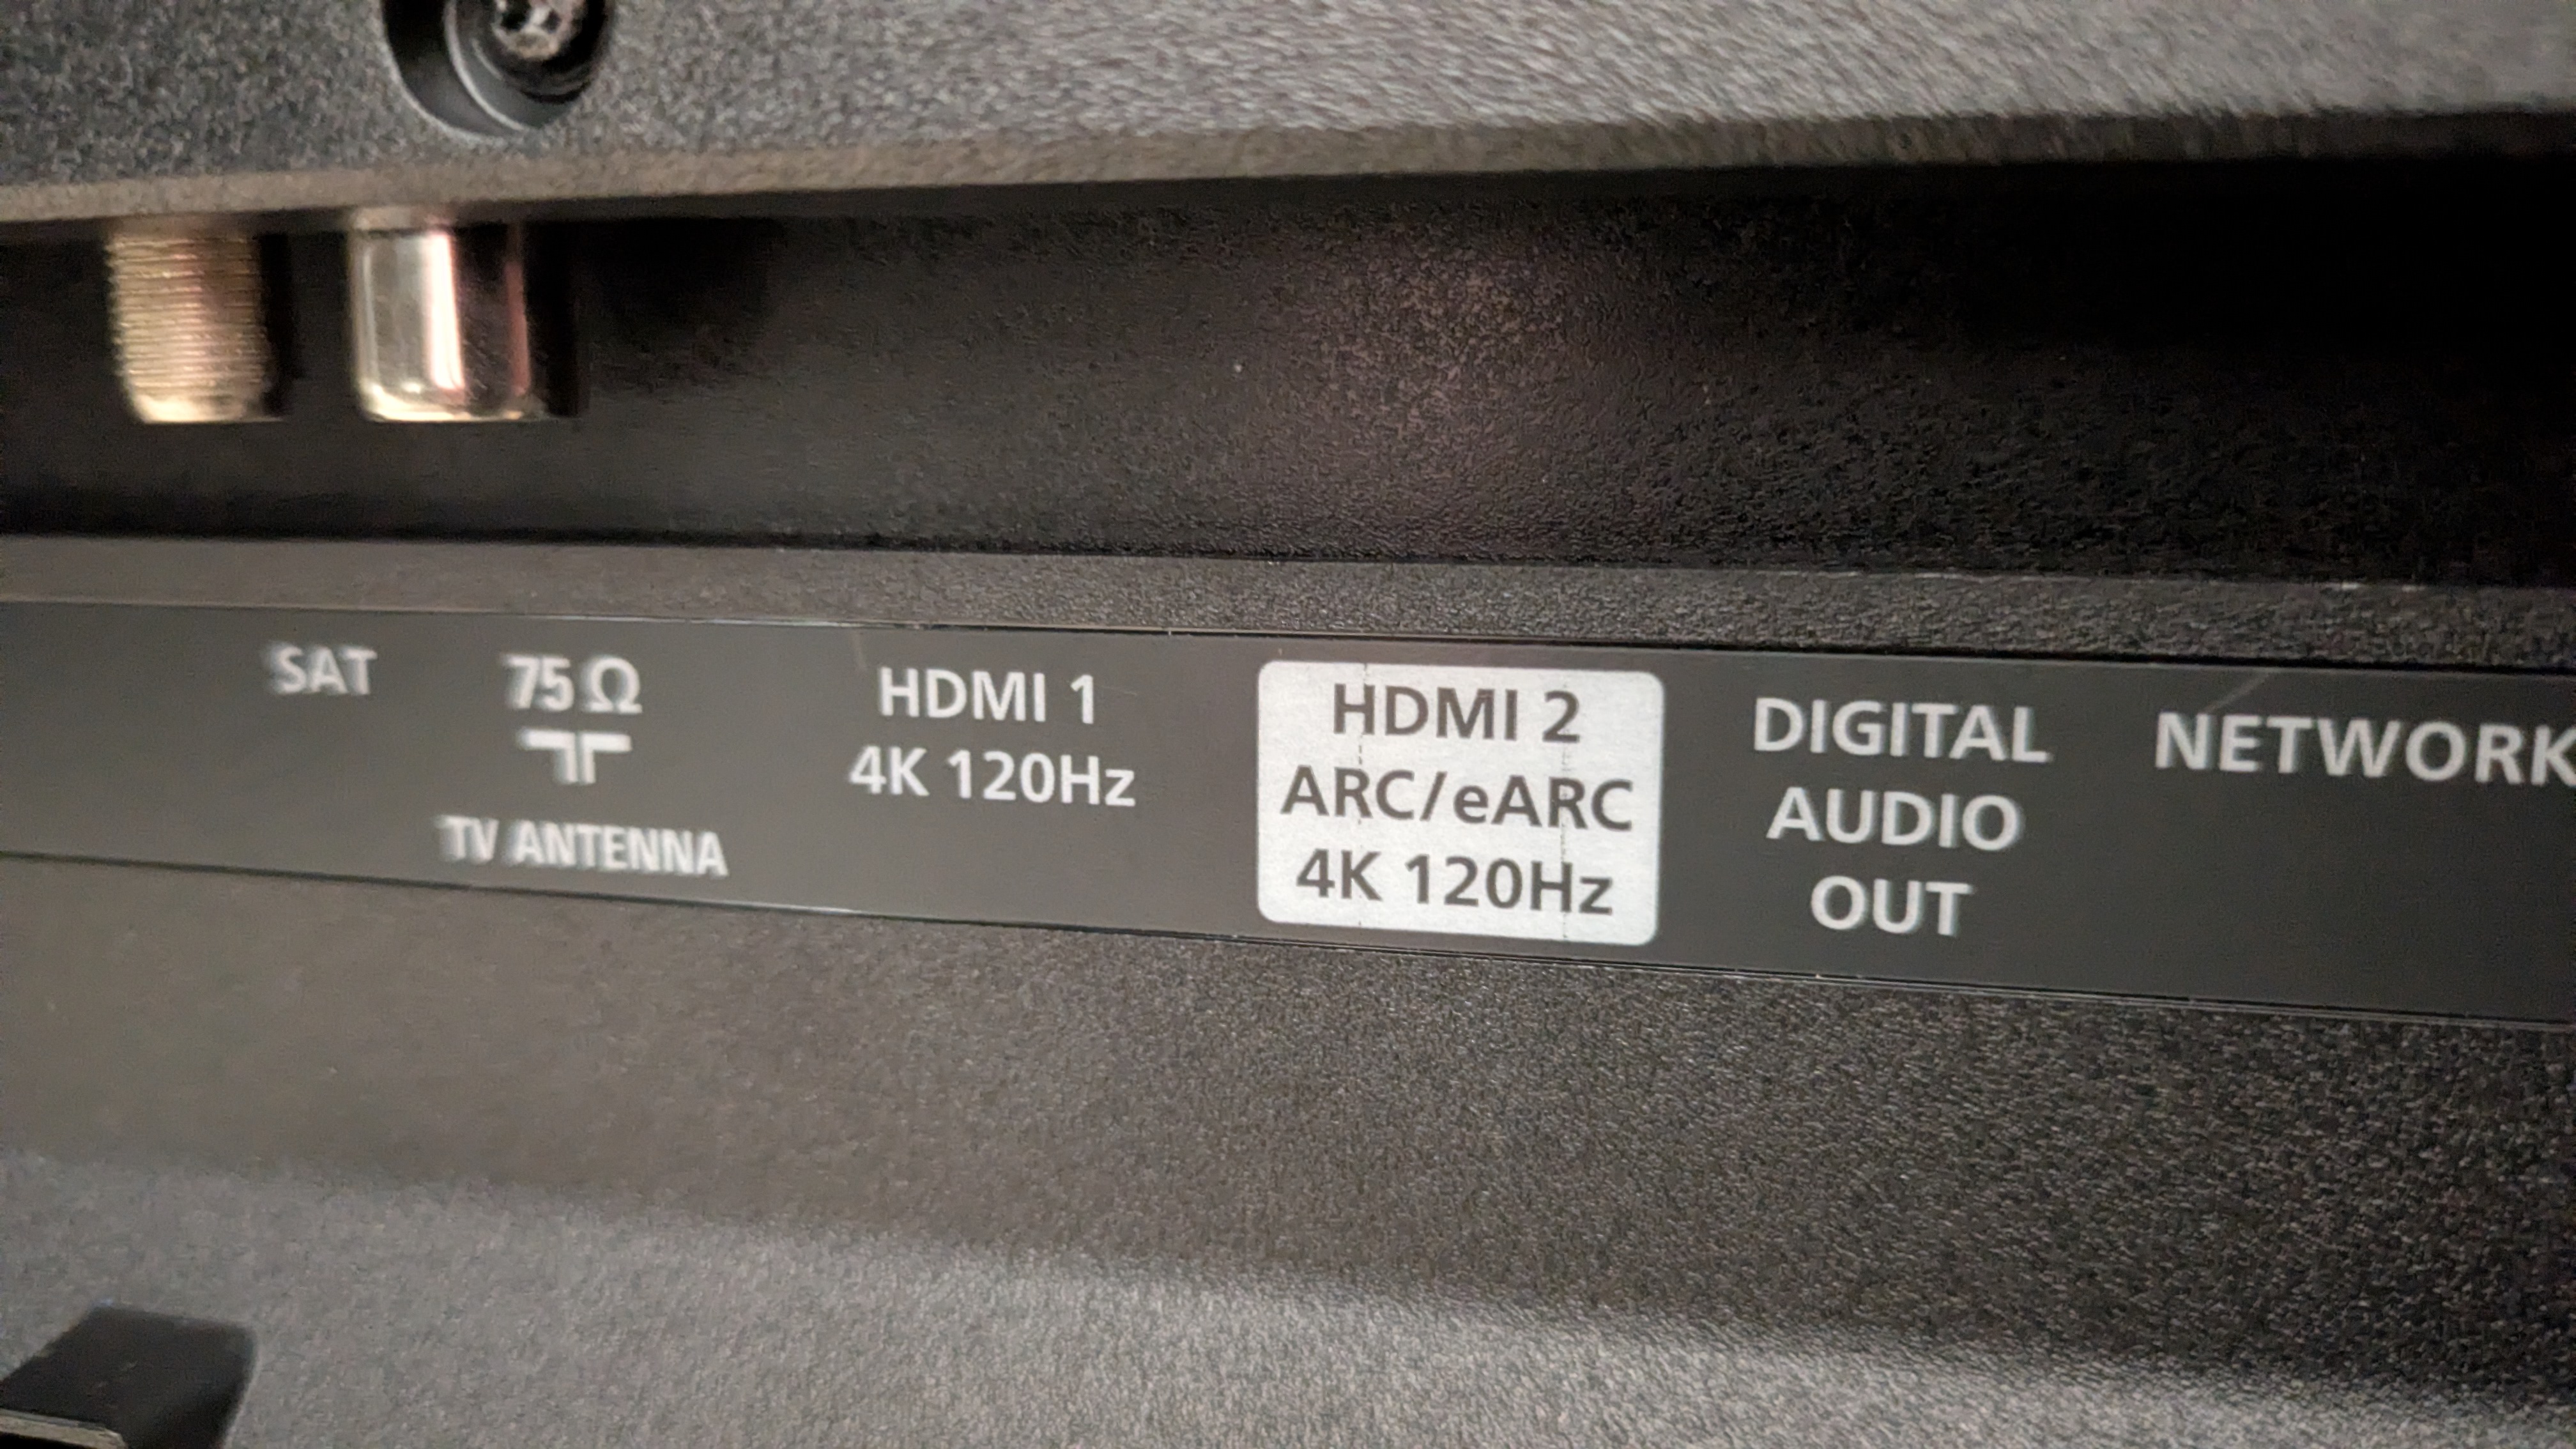 SAT
75 Ω
TV ANTENNA
HDMI 1
4K 120Hz
HDMI 2
ARC/eARC
4K 120Hz
DIGITAL
AUDIO
OUT
NETWORK